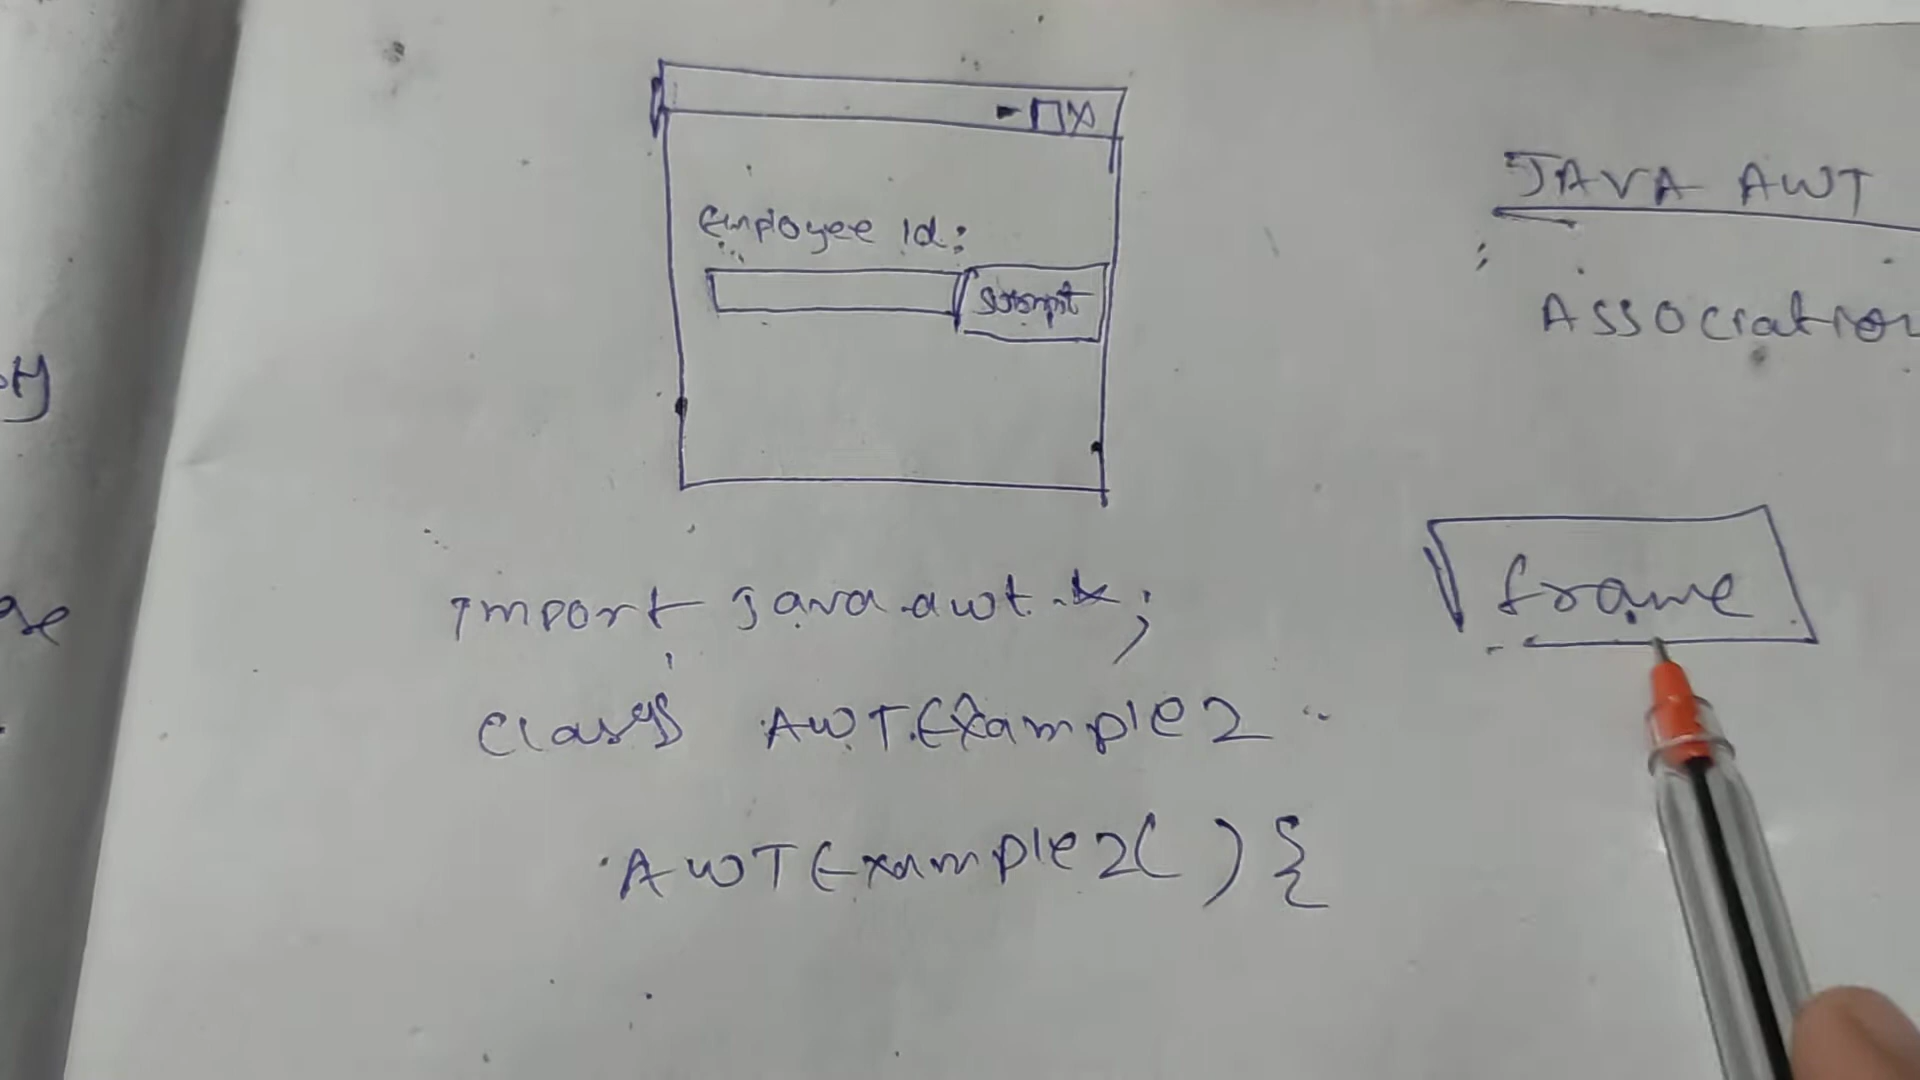 Employee id:
Submit
JAVA AWT
Association
frame
import java.awt.*;
class AWTExample2
AWTExample2( ) {